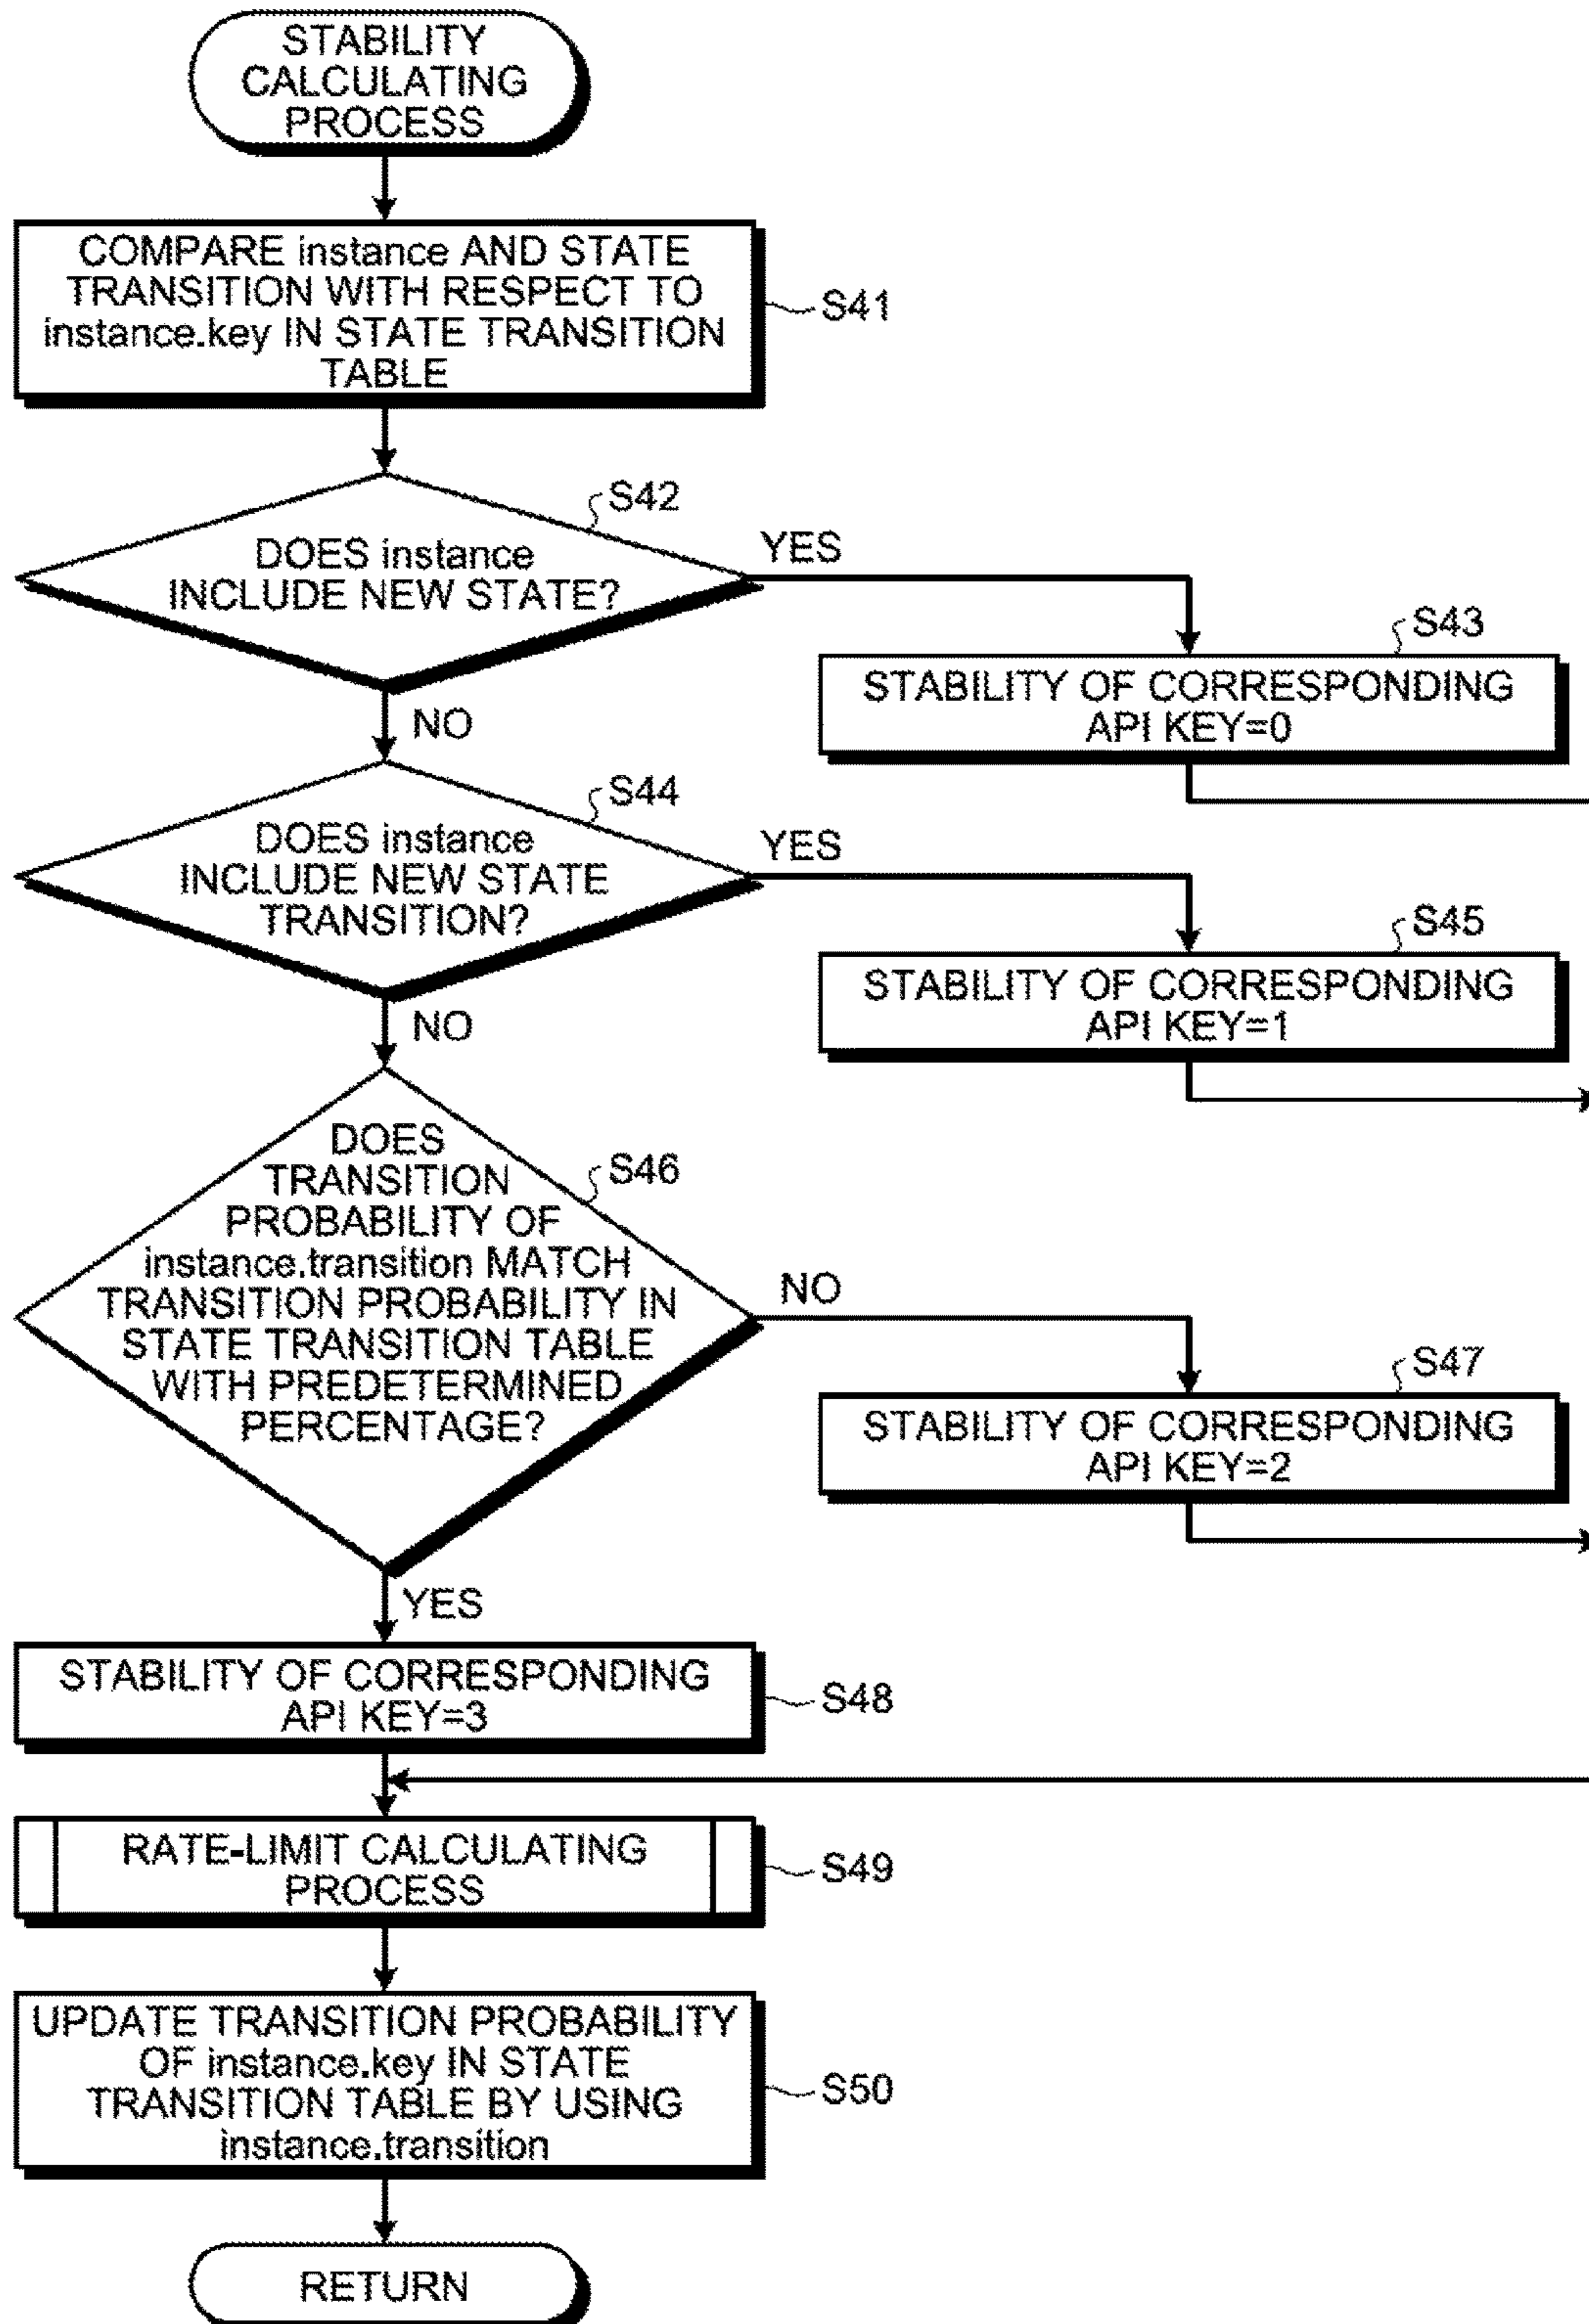 STABILITY
CALCULATING
PROCESS
COMPARE instance AND STATE
TRANSITION WITH RESPECT TO
instance.key IN STATE TRANSITION
TABLE
S41
S42
DOES instance
INCLUDE NEW STATE?
YES
NO
S43
STABILITY OF CORRESPONDING
API KEY=0
S44
DOES instance
INCLUDE NEW STATE
TRANSITION?
YES
NO
S45
STABILITY OF CORRESPONDING
API KEY=1
DOES
TRANSITION
PROBABILITY OF
instance.transition MATCH
TRANSITION PROBABILITY IN
STATE TRANSITION TABLE
WITH PREDETERMINED
PERCENTAGE?
S46
NO
YES
S47
STABILITY OF CORRESPONDING
API KEY=2
STABILITY OF CORRESPONDING
API KEY=3
S48
RATE-LIMIT CALCULATING
PROCESS
S49
UPDATE TRANSITION PROBABILITY
OF instance.key IN STATE
TRANSITION TABLE BY USING
instance.transition
S50
RETURN